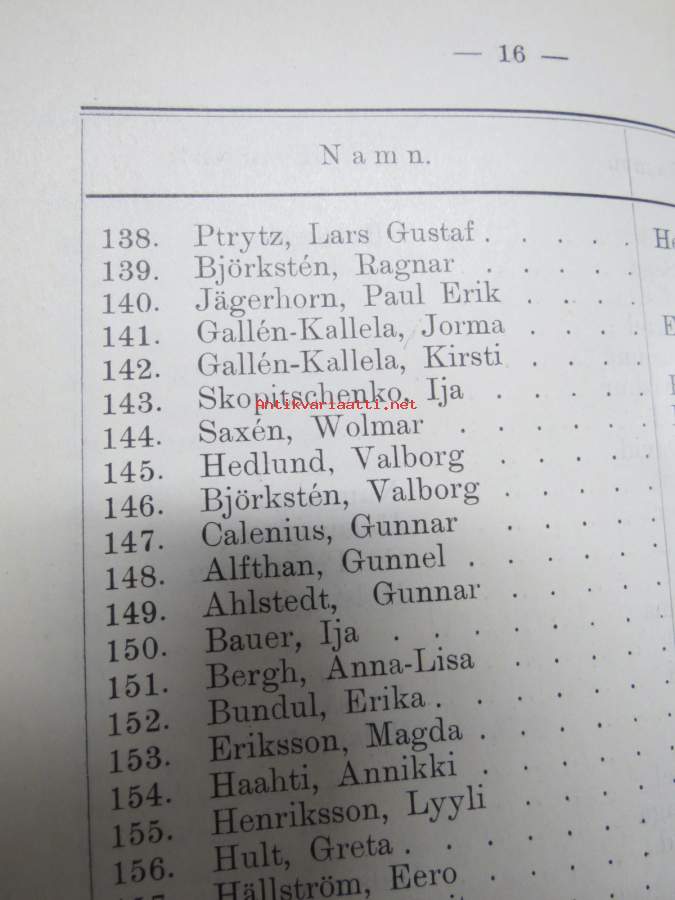 — 16 —
Namn.
138. Ptrytz, Lars Gustaf . . . . . He
139. Björkstén, Ragnar . . . . .
140. Jägerhorn, Paul Erik . . . .
141. Gallén-Kallela, Jorma . . . . E
142. Gallén-Kallela, Kirsti . . . .
143. Skopitschenko, Ija . . . . .
Antikvariaatti.net
144. Saxén, Wolmar . . . . . .
145. Hedlund, Valborg . . . . .
146. Björkstén, Valborg . . . . .
147. Calenius, Gunnar . . . . .
148. Alfthan, Gunnel . . . . . .
149. Ahlstedt, Gunnar . . . . .
150. Bauer, Ija . . . . . . .
151. Bergh, Anna-Lisa . . . . .
152. Bundul, Erika . . . . . .
153. Eriksson, Magda . . . . .
154. Haahti, Annikki . . . . .
155. Henriksson, Lyyli . . . .
156. Hult, Greta . . . . . .
157. Hällström, Eero . . . .